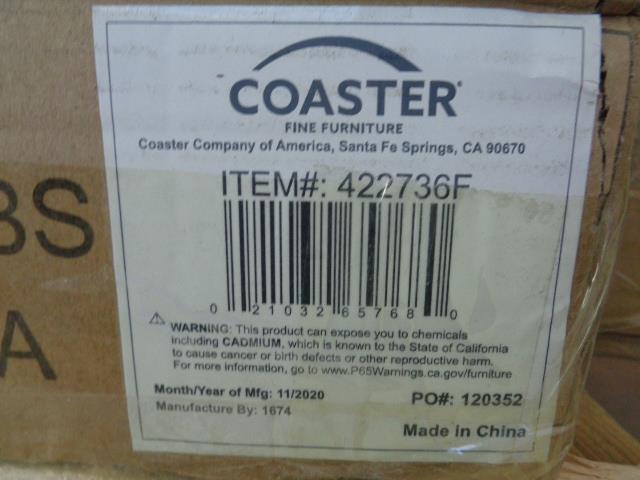 COASTER®
FINE FURNITURE
Coaster Company of America, Santa Fe Springs, CA 90670
ITEM#: 422736F
BS
0 21032 65768 0
A
⚠ WARNING: This product can expose you to chemicals
including CADMIUM, which is known to the State of California
to cause cancer or birth defects or other reproductive harm.
For more information, go to www.P65Warnings.ca.gov/furniture
Month/Year of Mfg: 11/2020
PO#: 120352
Manufacture By: 1674
Made in China